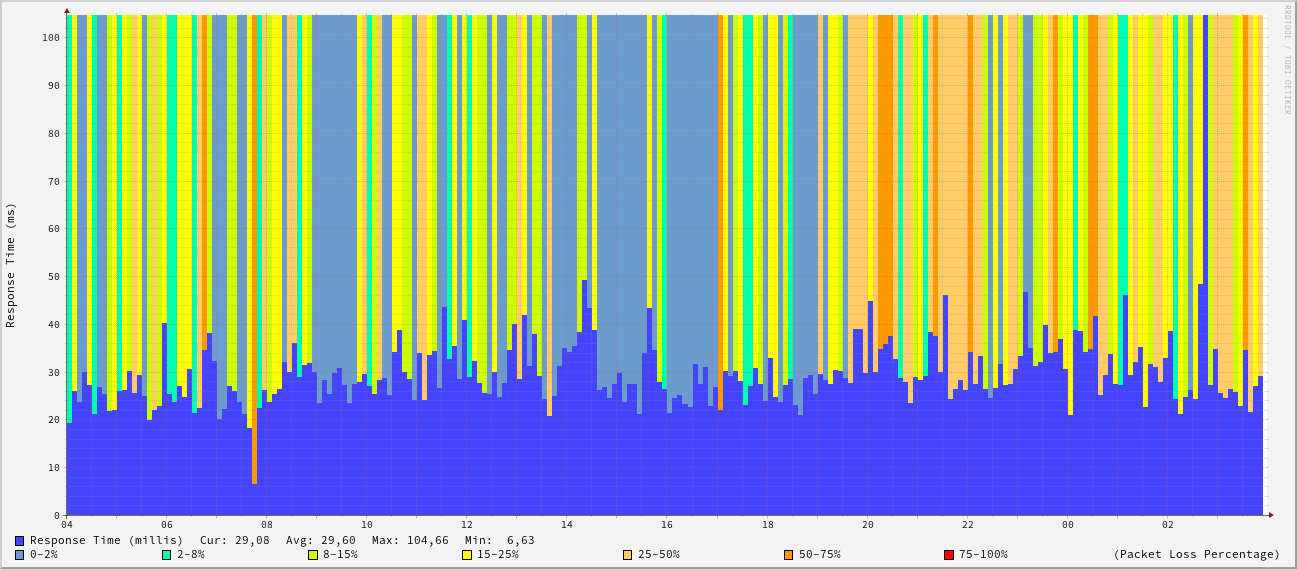 RRDTOOL / TOBI OETIKER
Response Time (ms)
100
90
80
70
60
50
40
30
20
10
0
04 06 08 10 12 14 16 18 20 22 00 02
Response Time (millis) Cur: 29,08 Avg: 29,60 Max: 104,66 Min: 6,63
0-2% 2-8% 8-15% 15-25% 25-50% 50-75% 75-100% (Packet Loss Percentage)